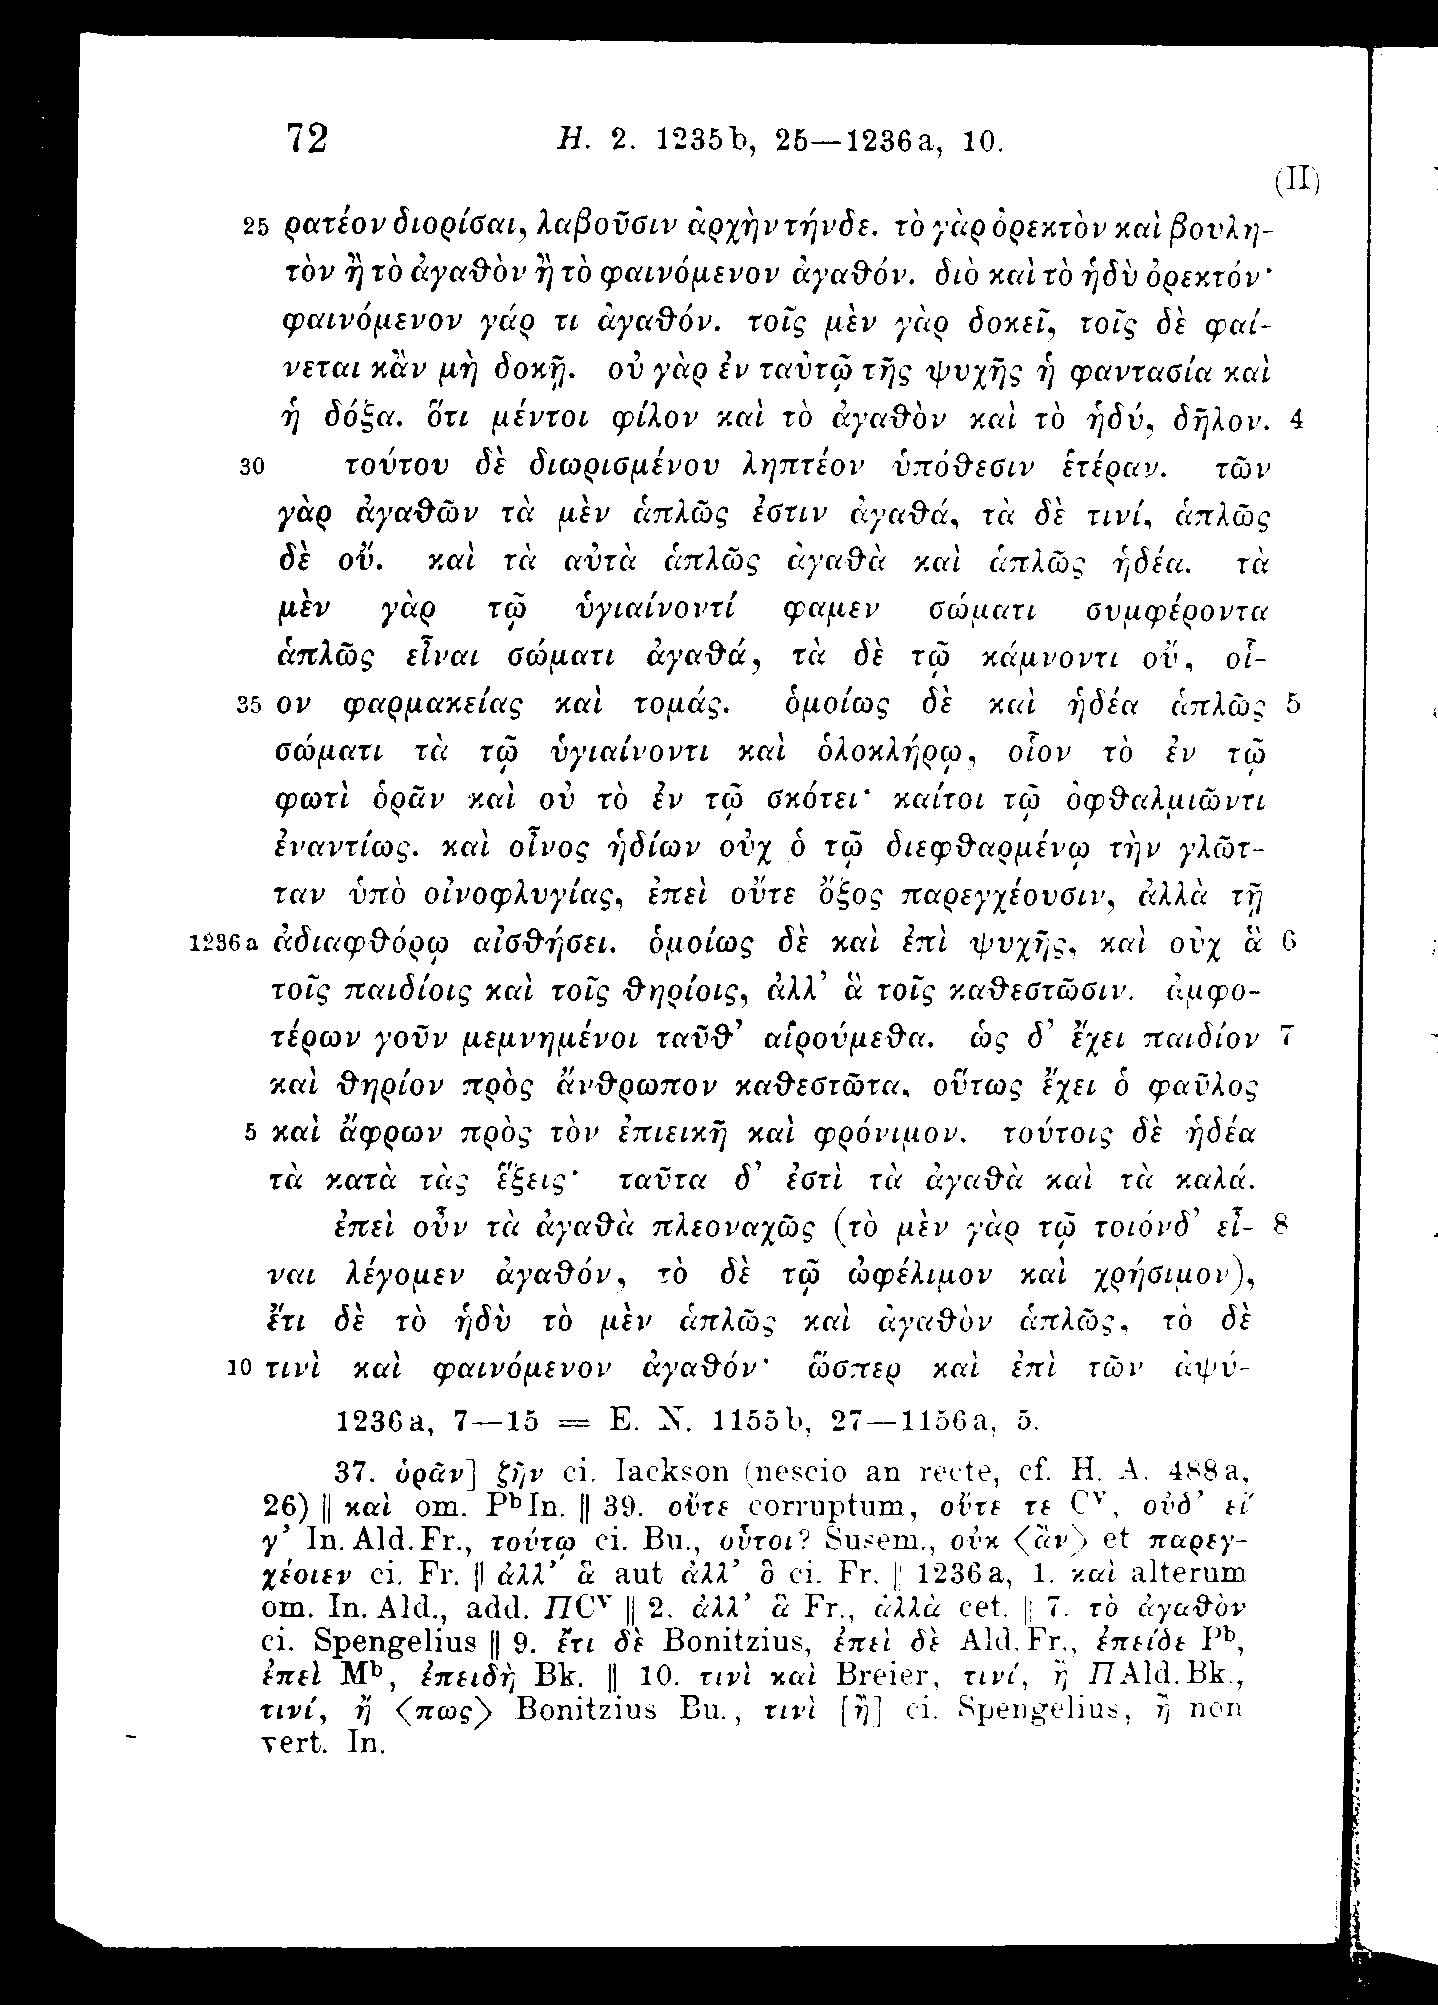 72 H. 2. 1235b, 25—1236a, 10.
(II)
25 ρατέον διορίσαι, λαβοῦσιν ἀρχὴν τήνδε. τὸ γὰρ ὀρεκτὸν καὶ βουλη-
τὸν ἢ τὸ ἀγαθὸν ἢ τὸ φαινόμενον ἀγαθόν. διὸ καὶ τὸ ἡδὺ ὀρεκτόν·
φαινόμενον γάρ τι ἀγαθόν. τοῖς μὲν γὰρ δοκεῖ, τοῖς δὲ φαί-
νεται κἂν μὴ δοκῇ. οὐ γὰρ ἐν ταὐτῷ τῆς ψυχῆς ἡ φαντασία καὶ
ἡ δόξα. ὅτι μέντοι φίλον καὶ τὸ ἀγαθὸν καὶ τὸ ἡδύ, δῆλον. 4
30 τούτου δὲ διωρισμένου ληπτέον ὑπόθεσιν ἑτέραν. τῶν
γὰρ ἀγαθῶν τὰ μὲν ἁπλῶς ἐστιν ἀγαθά, τὰ δὲ τινί, ἁπλῶς
δὲ οὔ. καὶ τὰ αὐτὰ ἁπλῶς ἀγαθὰ καὶ ἁπλῶς ἡδέα. τὰ
μὲν γὰρ τῷ ὑγιαίνοντί φαμεν σώματι συμφέροντα
ἁπλῶς εἶναι σώματι ἀγαθά, τὰ δὲ τῷ κάμνοντι οὔ, οἷ-
35 ον φαρμακείας καὶ τομάς. ὁμοίως δὲ καὶ ἡδέα ἁπλῶς 5
σώματι τὰ τῷ ὑγιαίνοντι καὶ ὁλοκλήρῳ, οἷον τὸ ἐν τῷ
φωτὶ ὁρᾶν καὶ οὐ τὸ ἐν τῷ σκότει· καίτοι τῷ ὀφθαλμιῶντι
ἐναντίως. καὶ οἶνος ἡδίων οὐχ ὁ τῷ διεφθαρμένῳ τὴν γλῶτ-
ταν ὑπὸ οἰνοφλυγίας, ἐπεὶ οὔτε ὄξος παρεγχέουσιν, ἀλλὰ τῇ
1236a ἀδιαφθόρῳ αἰσθήσει. ὁμοίως δὲ καὶ ἐπὶ ψυχῆς, καὶ οὐχ ἃ 6
τοῖς παιδίοις καὶ τοῖς θηρίοις, ἀλλ’ ἃ τοῖς καθεστῶσιν. ἀμφο-
τέρων γοῦν μεμνημένοι ταῦθ’ αἱρούμεθα. ὡς δ’ ἔχει παιδίον 7
καὶ θηρίον πρὸς ἄνθρωπον καθεστῶτα, οὕτως ἔχει ὁ φαῦλος
5 καὶ ἄφρων πρὸς τὸν ἐπιεικῆ καὶ φρόνιμον. τούτοις δὲ ἡδέα
τὰ κατὰ τὰς ἕξεις· ταῦτα δ’ ἐστὶ τὰ ἀγαθὰ καὶ τὰ καλά.
ἐπεὶ οὖν τὰ ἀγαθὰ πλεοναχῶς (τὸ μὲν γὰρ τῷ τοιόνδ’ εἶ- 8
ναι λέγομεν ἀγαθόν, τὸ δὲ τῷ ὠφέλιμον καὶ χρήσιμον),
ἔτι δὲ τὸ ἡδὺ τὸ μὲν ἁπλῶς καὶ ἀγαθὸν ἁπλῶς, τὸ δὲ
10 τινὶ καὶ φαινόμενον ἀγαθόν· ὥσπερ καὶ ἐπὶ τῶν ἀψύ-
1236a, 7—15 = E. N. 1155b, 27—1156a, 5.
37. ὁρᾶν] ζῆν ci. Iackson (nescio an recte, cf. H. A. 488a,
26) || καὶ om. Pᵇ In. || 39. οὔτε corruptum, οὔτε τε Cᵛ, οὐδ’ εἴ
γ’ In. Ald. Fr., τούτῳ ci. Bu., οὗτοι? Susem., οὐκ ⟨ἂν⟩ et παρεγ-
χέοιεν ci. Fr. || ἀλλ’ ἃ aut ἀλλ’ ὃ ci. Fr. || 1236a, 1. καὶ alterum
om. In. Ald., add. ΠCᵛ || 2. ἀλλ’ ἃ Fr., ἀλλὰ cet. || 7. τὸ ἀγαθὸν
ci. Spengelius || 9. ἔτι δὲ Bonitzius, ἐπεὶ δὲ Ald. Fr., ἐπείδε Pᵇ,
ἐπεὶ Mᵇ, ἐπειδὴ Bk. || 10. τινὶ καὶ Breier, τινί, ἢ Π Ald. Bk.,
τινί, ἤ ⟨πως⟩ Bonitzius Bu., τινὶ [ἢ] ci. Spengelius, ἢ non
vert. In.